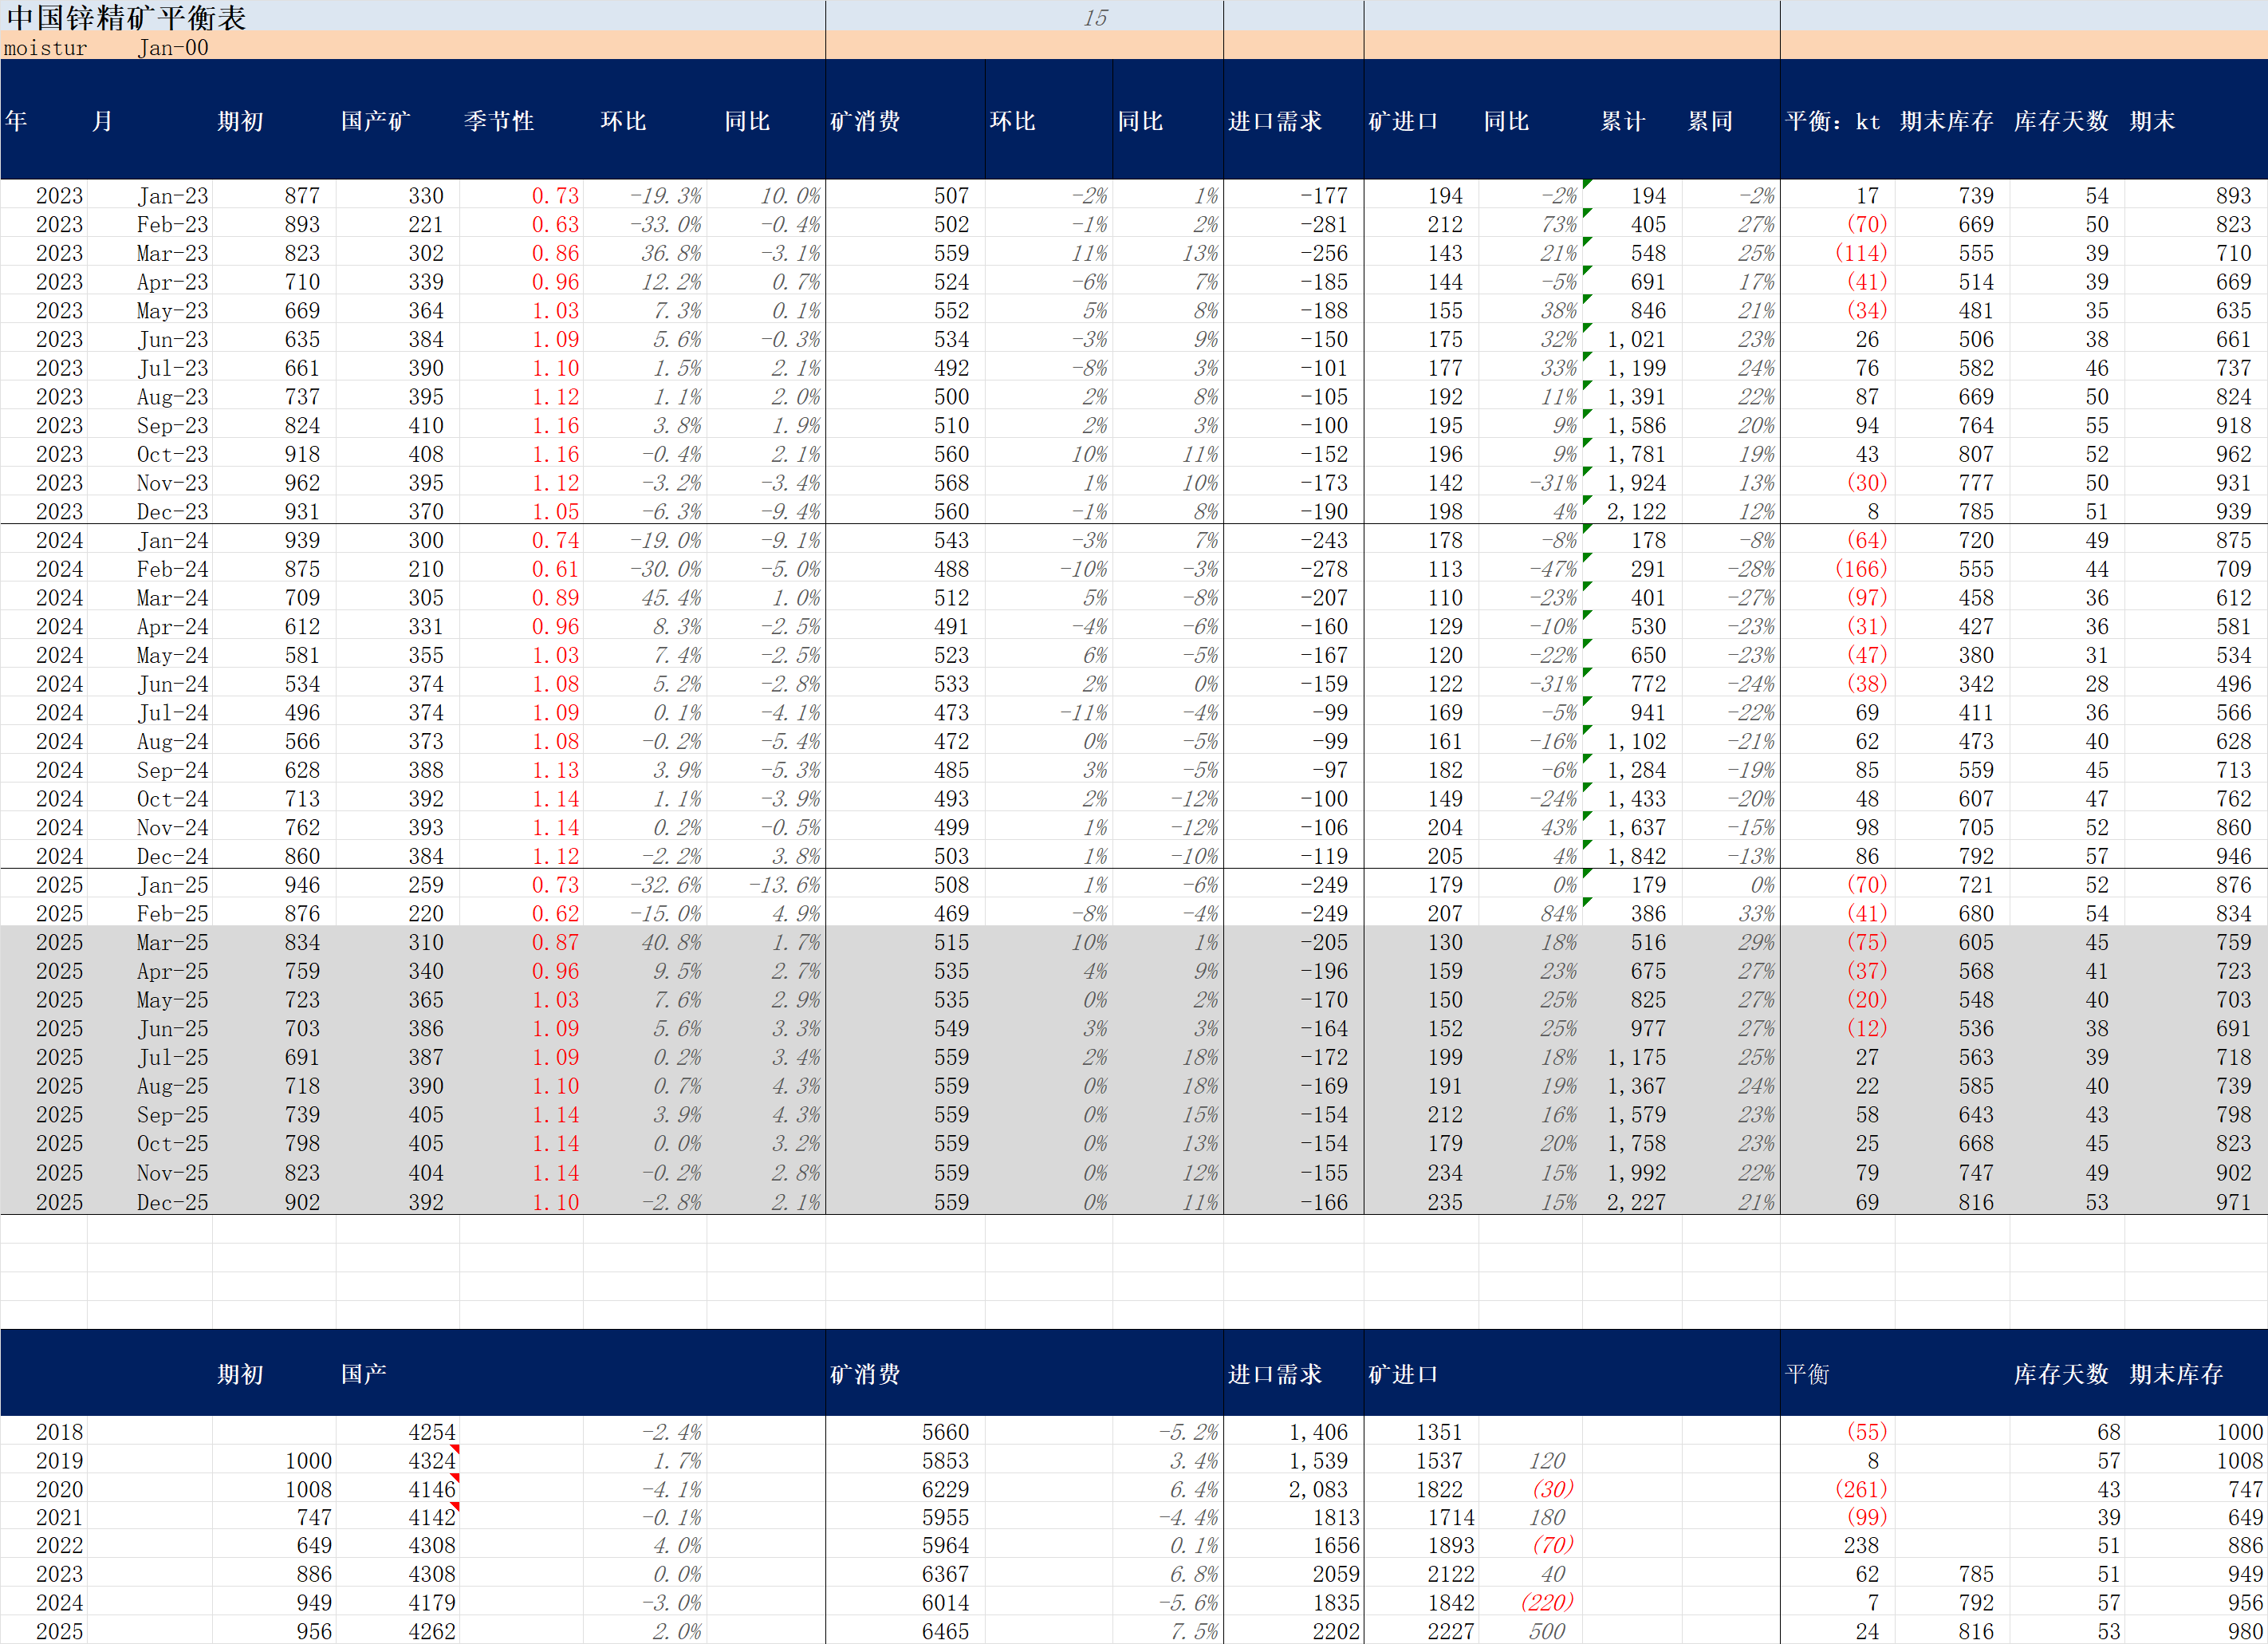 中国锌精矿平衡表 15
moistur Jan-00
年 月 期初 国产矿 季节性 环比 同比 矿消费 环比 同比 进口需求 矿进口 同比 累计 累同 平衡: kt 期末库存 库存天数 期末
2023 Jan-23 877 330 0.73 -19.3% 10.0% 507 -2% 1% -177 194 -2% 194 -2% 17 739 54 893
2023 Feb-23 893 221 0.63 -33.0% -0.4% 502 -1% 2% -281 212 73% 405 27% (70) 669 50 823
2023 Mar-23 823 302 0.86 36.8% -3.1% 559 11% 13% -256 143 21% 548 25% (114) 555 39 710
2023 Apr-23 710 339 0.96 12.2% 0.7% 524 -6% 7% -185 144 -5% 691 17% (41) 514 39 669
2023 May-23 669 364 1.03 7.3% 0.1% 552 5% 8% -188 155 38% 846 21% (34) 481 35 635
2023 Jun-23 635 384 1.09 5.6% -0.3% 534 -3% 9% -150 175 32% 1,021 23% 26 506 38 661
2023 Jul-23 661 390 1.10 1.5% 2.1% 492 -8% 3% -101 177 33% 1,199 24% 76 582 46 737
2023 Aug-23 737 395 1.12 1.1% 2.0% 500 2% 8% -105 192 11% 1,391 22% 87 669 50 824
2023 Sep-23 824 410 1.16 3.8% 1.9% 510 2% 3% -100 195 9% 1,586 20% 94 764 55 918
2023 Oct-23 918 408 1.16 -0.4% 2.1% 560 10% 11% -152 196 9% 1,781 19% 43 807 52 962
2023 Nov-23 962 395 1.12 -3.2% -3.4% 568 1% 10% -173 142 -31% 1,924 13% (30) 777 50 931
2023 Dec-23 931 370 1.05 -6.3% -9.4% 560 -1% 8% -190 198 4% 2,122 12% 8 785 51 939
2024 Jan-24 939 300 0.74 -19.0% -9.1% 543 -3% 7% -243 178 -8% 178 -8% (64) 720 49 875
2024 Feb-24 875 210 0.61 -30.0% -5.0% 488 -10% -3% -278 113 -47% 291 -28% (166) 555 44 709
2024 Mar-24 709 305 0.89 45.4% 1.0% 512 5% -8% -207 110 -23% 401 -27% (97) 458 36 612
2024 Apr-24 612 331 0.96 8.3% -2.5% 491 -4% -6% -160 129 -10% 530 -23% (31) 427 36 581
2024 May-24 581 355 1.03 7.4% -2.5% 523 6% -5% -167 120 -22% 650 -23% (47) 380 31 534
2024 Jun-24 534 374 1.08 5.2% -2.8% 533 2% 0% -159 122 -31% 772 -24% (38) 342 28 496
2024 Jul-24 496 374 1.09 0.1% -4.1% 473 -11% -4% -99 169 -5% 941 -22% 69 411 36 566
2024 Aug-24 566 373 1.08 -0.2% -5.4% 472 0% -5% -99 161 -16% 1,102 -21% 62 473 40 628
2024 Sep-24 628 388 1.13 3.9% -5.3% 485 3% -5% -97 182 -6% 1,284 -19% 85 559 45 713
2024 Oct-24 713 392 1.14 1.1% -3.9% 493 2% -12% -100 149 -24% 1,433 -20% 48 607 47 762
2024 Nov-24 762 393 1.14 0.2% -0.5% 499 1% -12% -106 204 43% 1,637 -15% 98 705 52 860
2024 Dec-24 860 384 1.12 -2.2% 3.8% 503 1% -10% -119 205 4% 1,842 -13% 86 792 57 946
2025 Jan-25 946 259 0.73 -32.6% -13.6% 508 1% -6% -249 179 0% 179 0% (70) 721 52 876
2025 Feb-25 876 220 0.62 -15.0% 4.9% 469 -8% -4% -249 207 84% 386 33% (41) 680 54 834
2025 Mar-25 834 310 0.87 40.8% 1.7% 515 10% 1% -205 130 18% 516 29% (75) 605 45 759
2025 Apr-25 759 340 0.96 9.5% 2.7% 535 4% 9% -196 159 23% 675 27% (37) 568 41 723
2025 May-25 723 365 1.03 7.6% 2.9% 535 0% 2% -170 150 25% 825 27% (20) 548 40 703
2025 Jun-25 703 386 1.09 5.6% 3.3% 549 3% 3% -164 152 25% 977 27% (12) 536 38 691
2025 Jul-25 691 387 1.09 0.2% 3.4% 559 2% 18% -172 199 18% 1,175 25% 27 563 39 718
2025 Aug-25 718 390 1.10 0.7% 4.3% 559 0% 18% -169 191 19% 1,367 24% 22 585 40 739
2025 Sep-25 739 405 1.14 3.9% 4.3% 559 0% 15% -154 212 16% 1,579 23% 58 643 43 798
2025 Oct-25 798 405 1.14 0.0% 3.2% 559 0% 13% -154 179 20% 1,758 23% 25 668 45 823
2025 Nov-25 823 404 1.14 -0.2% 2.8% 559 0% 12% -155 234 15% 1,992 22% 79 747 49 902
2025 Dec-25 902 392 1.10 -2.8% 2.1% 559 0% 11% -166 235 15% 2,227 21% 69 816 53 971
期初 国产 矿消费 进口需求 矿进口 平衡 库存天数 期末库存
2018 4254 -2.4% 5660 -5.2% 1,406 1351 (55) 68 1000
2019 1000 4324 1.7% 5853 3.4% 1,539 1537 120 8 57 1008
2020 1008 4146 -4.1% 6229 6.4% 2,083 1822 (30) (261) 43 747
2021 747 4142 -0.1% 5955 -4.4% 1813 1714 180 (99) 39 649
2022 649 4308 4.0% 5964 0.1% 1656 1893 (70) 238 51 886
2023 886 4308 0.0% 6367 6.8% 2059 2122 40 62 785 51 949
2024 949 4179 -3.0% 6014 -5.6% 1835 1842 (220) 7 792 57 956
2025 956 4262 2.0% 6465 7.5% 2202 2227 500 24 816 53 980